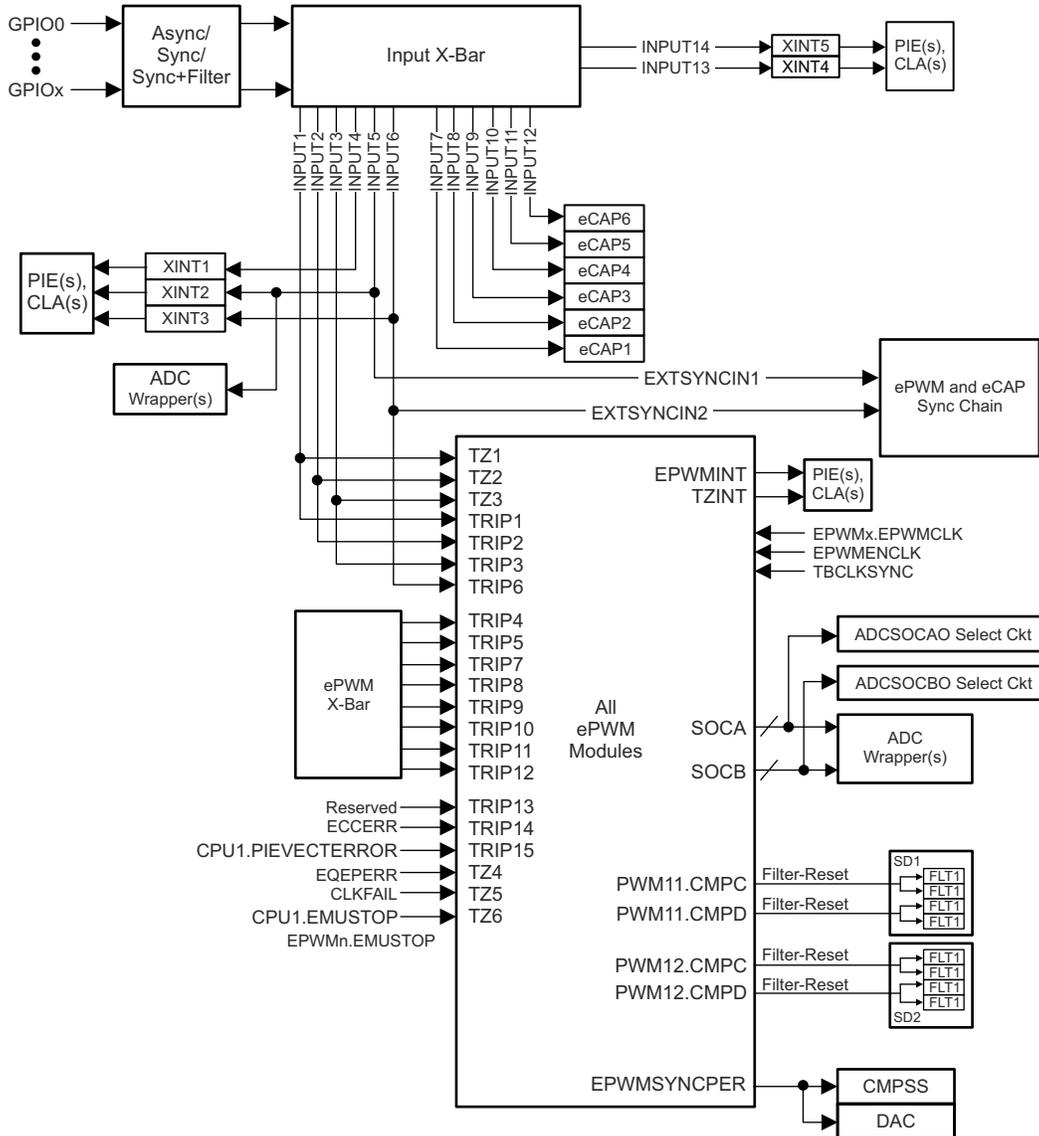 GPIO0
GPIOx
Async/
Sync/
Sync+Filter
Input X-Bar
INPUT14
INPUT13
XINT5
XINT4
PIE(s),
CLA(s)
INPUT1
INPUT2
INPUT3
INPUT4
INPUT5
INPUT6
INPUT7
INPUT8
INPUT9
INPUT10
INPUT11
INPUT12
eCAP6
eCAP5
eCAP4
eCAP3
eCAP2
eCAP1
PIE(s),
CLA(s)
XINT1
XINT2
XINT3
ADC
Wrapper(s)
EXTSYNCIN1
EXTSYNCIN2
ePWM and eCAP
Sync Chain
TZ1
TZ2
TZ3
TRIP1
TRIP2
TRIP3
TRIP6
EPWMINT
TZINT
PIE(s),
CLA(s)
EPWMx.EPWMCLK
EPWMENCLK
TBCLKSYNC
ePWM
X-Bar
TRIP4
TRIP5
TRIP7
TRIP8
TRIP9
TRIP10
TRIP11
TRIP12
All
ePWM
Modules
ADCSOCAO Select Ckt
ADCSOCBO Select Ckt
SOCA
SOCB
ADC
Wrapper(s)
Reserved
ECCERR
CPU1.PIEVECTERROR
EQEPERR
CLKFAIL
CPU1.EMUSTOP
EPWMn.EMUSTOP
TRIP13
TRIP14
TRIP15
TZ4
TZ5
TZ6
PWM11.CMPC
PWM11.CMPD
Filter-Reset
Filter-Reset
SD1
FLT1
FLT1
FLT1
FLT1
PWM12.CMPC
PWM12.CMPD
Filter-Reset
Filter-Reset
FLT1
FLT1
FLT1
FLT1
SD2
EPWMSYNCPER
CMPSS
DAC